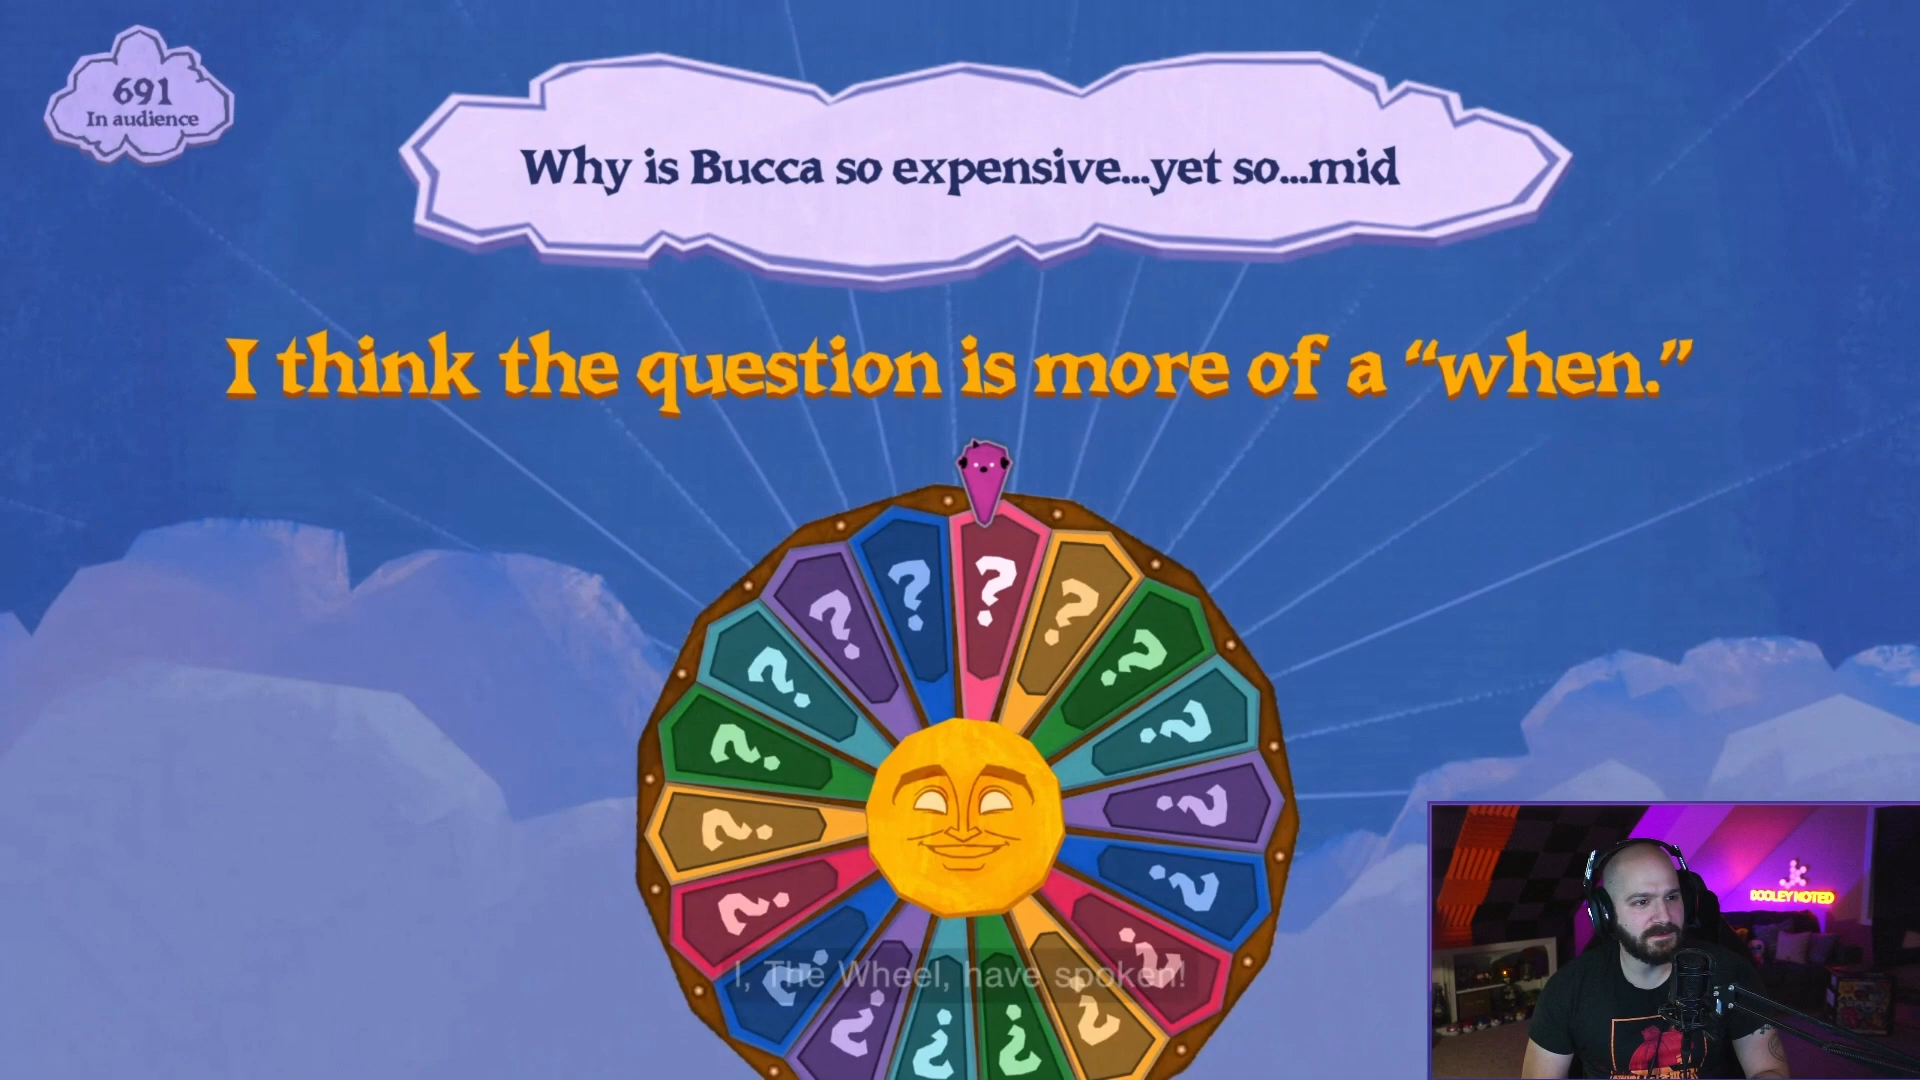 691
In audience
Why is Bucca so expensive...yet so...mid
I think the question is more of a “when.”
I, The Wheel, have spoken!
DOOLEY NOTED